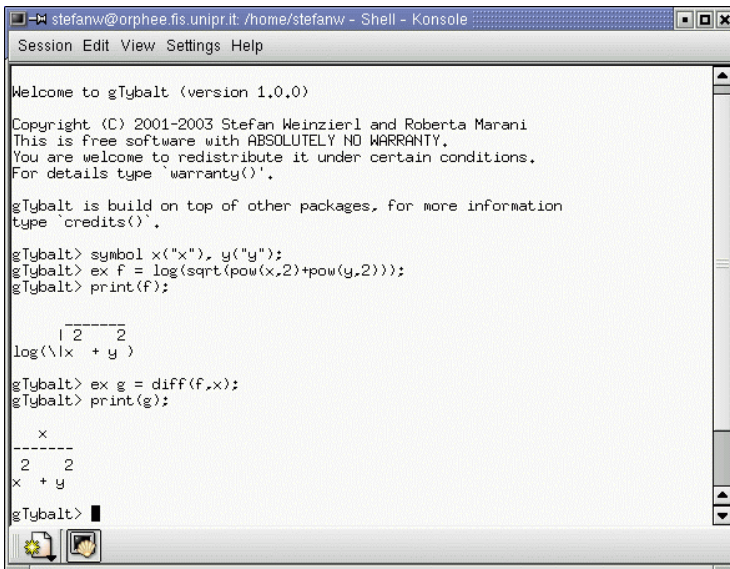 stefanw@orphee.fis.unipr.it: /home/stefanw - Shell - Konsole
Session Edit View Settings Help
Welcome to gTybalt (version 1.0.0)
Copyright (C) 2001-2003 Stefan Weinzierl and Roberta Marani
This is free software with ABSOLUTELY NO WARRANTY.
You are welcome to redistribute it under certain conditions.
For details type `warranty()'.
gTybalt is build on top of other packages, for more information
type `credits()`.
gTybalt> symbol x("x"), y("y");
gTybalt> ex f = log(sqrt(pow(x,2)+pow(y,2)));
gTybalt> print(f);
       _______
      | 2     2
log(\|x  + y )
gTybalt> ex g = diff(f,x);
gTybalt> print(g);
   x
-------
 2    2
x  + y
gTybalt>